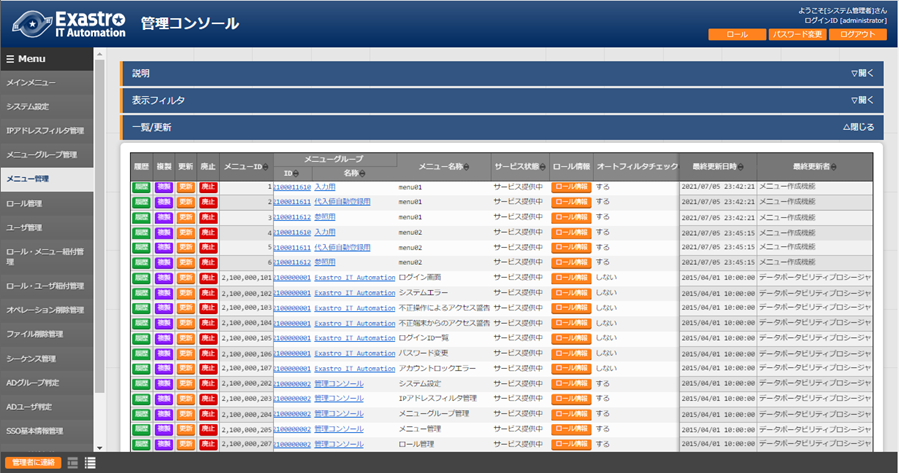 Exastro
IT Automation
管理コンソール
ようこそ[システム管理者]さん
ログインID [administrator]
ロール パスワード変更 ログアウト
Menu
メインメニュー
システム設定
IPアドレスフィルタ管理
メニューグループ管理
メニュー管理
ロール管理
ユーザ管理
ロール・メニュー紐付管理
ロール・ユーザ紐付管理
オペレーション削除管理
ファイル削除管理
シーケンス管理
ADグループ判定
ADユーザ判定
SSO基本情報管理
管理者に連絡
説明 ▽開く
表示フィルタ ▽開く
一覧/更新 △閉じる
履歴 複製 更新 廃止 メニューID メニューグループ メニュー名称 サービス状態 ロール情報 オートフィルタチェック 最終更新日時 最終更新者
ID 名称
履歴 複製 更新 廃止 1 2100011610 入力用 menu01 サービス提供中 ロール情報 する 2021/07/05 23:42:21 メニュー作成機能
履歴 複製 更新 廃止 2 2100011611 代入値自動登録用 menu01 サービス提供中 ロール情報 する 2021/07/05 23:42:21 メニュー作成機能
履歴 複製 更新 廃止 3 2100011612 参照用 menu01 サービス提供中 ロール情報 する 2021/07/05 23:42:21 メニュー作成機能
履歴 複製 更新 廃止 4 2100011610 入力用 menu02 サービス提供中 ロール情報 する 2021/07/05 23:45:15 メニュー作成機能
履歴 複製 更新 廃止 5 2100011611 代入値自動登録用 menu02 サービス提供中 ロール情報 する 2021/07/05 23:45:15 メニュー作成機能
履歴 複製 更新 廃止 6 2100011612 参照用 menu02 サービス提供中 ロール情報 する 2021/07/05 23:45:15 メニュー作成機能
履歴 複製 更新 廃止 2,100,000,101 2100000001 Exastro IT Automation ログイン画面 サービス提供中 ロール情報 しない 2015/04/01 10:00:00 データポータビリティプロシージャ
履歴 複製 更新 廃止 2,100,000,102 2100000001 Exastro IT Automation システムエラー サービス提供中 ロール情報 しない 2015/04/01 10:00:00 データポータビリティプロシージャ
履歴 複製 更新 廃止 2,100,000,103 2100000001 Exastro IT Automation 不正操作によるアクセス警告 サービス提供中 ロール情報 しない 2015/04/01 10:00:00 データポータビリティプロシージャ
履歴 複製 更新 廃止 2,100,000,104 2100000001 Exastro IT Automation 不正端末からのアクセス警告 サービス提供中 ロール情報 しない 2015/04/01 10:00:00 データポータビリティプロシージャ
履歴 複製 更新 廃止 2,100,000,105 2100000001 Exastro IT Automation ログインID一覧 サービス提供中 ロール情報 しない 2015/04/01 10:00:00 データポータビリティプロシージャ
履歴 複製 更新 廃止 2,100,000,106 2100000001 Exastro IT Automation パスワード変更 サービス提供中 ロール情報 しない 2015/04/01 10:00:00 データポータビリティプロシージャ
履歴 複製 更新 廃止 2,100,000,107 2100000001 Exastro IT Automation アカウントロックエラー サービス提供中 ロール情報 しない 2015/04/01 10:00:00 データポータビリティプロシージャ
履歴 複製 更新 廃止 2,100,000,202 2100000002 管理コンソール システム設定 サービス提供中 ロール情報 する 2015/04/01 10:00:00 データポータビリティプロシージャ
履歴 複製 更新 廃止 2,100,000,203 2100000002 管理コンソール IPアドレスフィルタ管理 サービス提供中 ロール情報 する 2015/04/01 10:00:00 データポータビリティプロシージャ
履歴 複製 更新 廃止 2,100,000,204 2100000002 管理コンソール メニューグループ管理 サービス提供中 ロール情報 する 2015/04/01 10:00:00 データポータビリティプロシージャ
履歴 複製 更新 廃止 2,100,000,205 2100000002 管理コンソール メニュー管理 サービス提供中 ロール情報 する 2015/04/01 10:00:00 データポータビリティプロシージャ
履歴 複製 更新 廃止 2,100,000,207 2100000002 管理コンソール ロール管理 サービス提供中 ロール情報 する 2015/04/01 10:00:00 データポータビリティプロシージャ